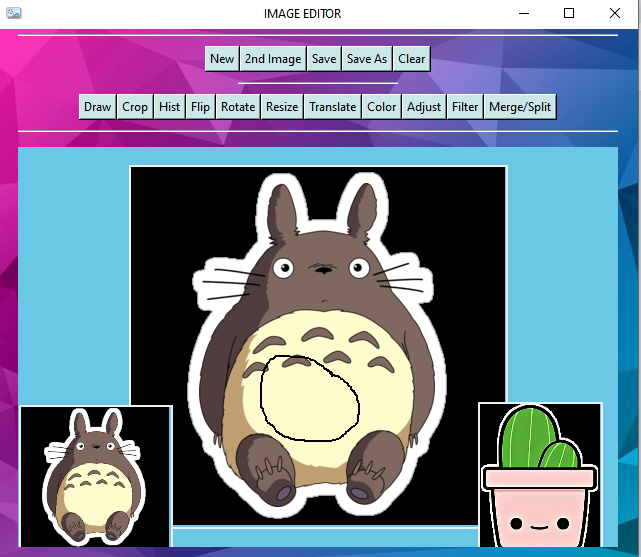 IMAGE EDITOR
New 2nd Image Save Save As Clear
Draw Crop Hist Flip Rotate Resize Translate Color Adjust Filter Merge/Split